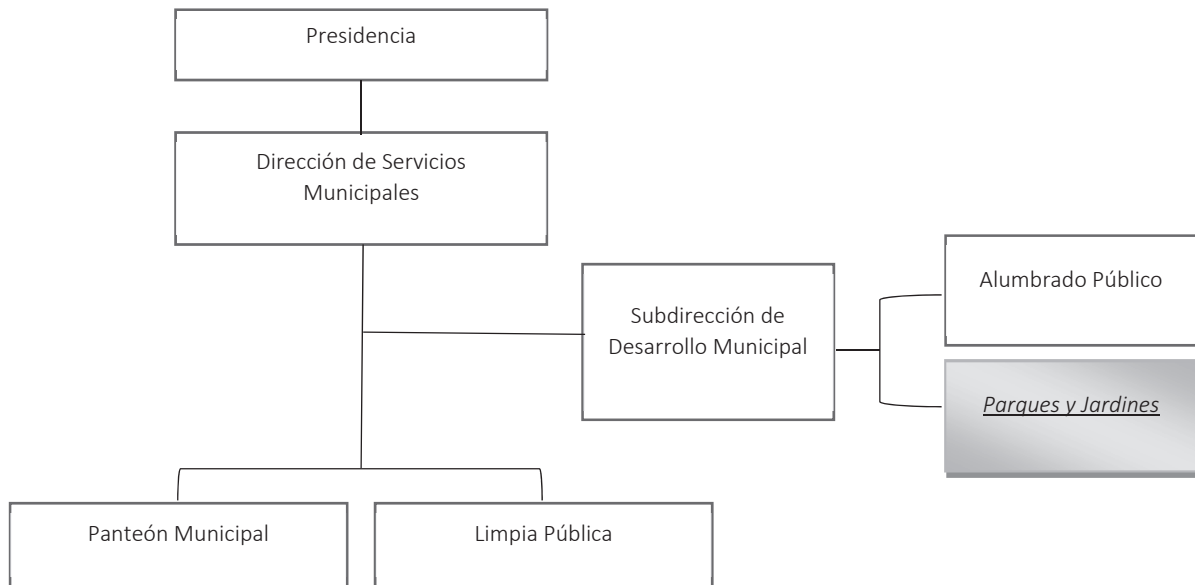 Presidencia
Dirección de Servicios
Municipales
Subdirección de
Desarrollo Municipal
Alumbrado Público
Parques y Jardines
Panteón Municipal
Limpia Pública